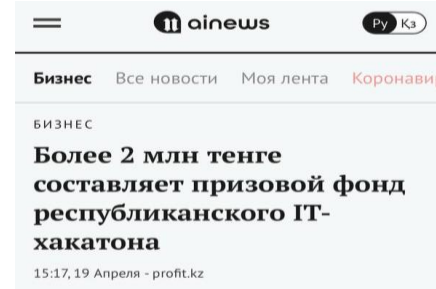 ainews
Ру Қз
Бизнес Все новости Моя лента Коронави
БИЗНЕС
Более 2 млн тенге
составляет призовой фонд
республиканского IT-
хакатона
15:17, 19 Апреля - profit.kz